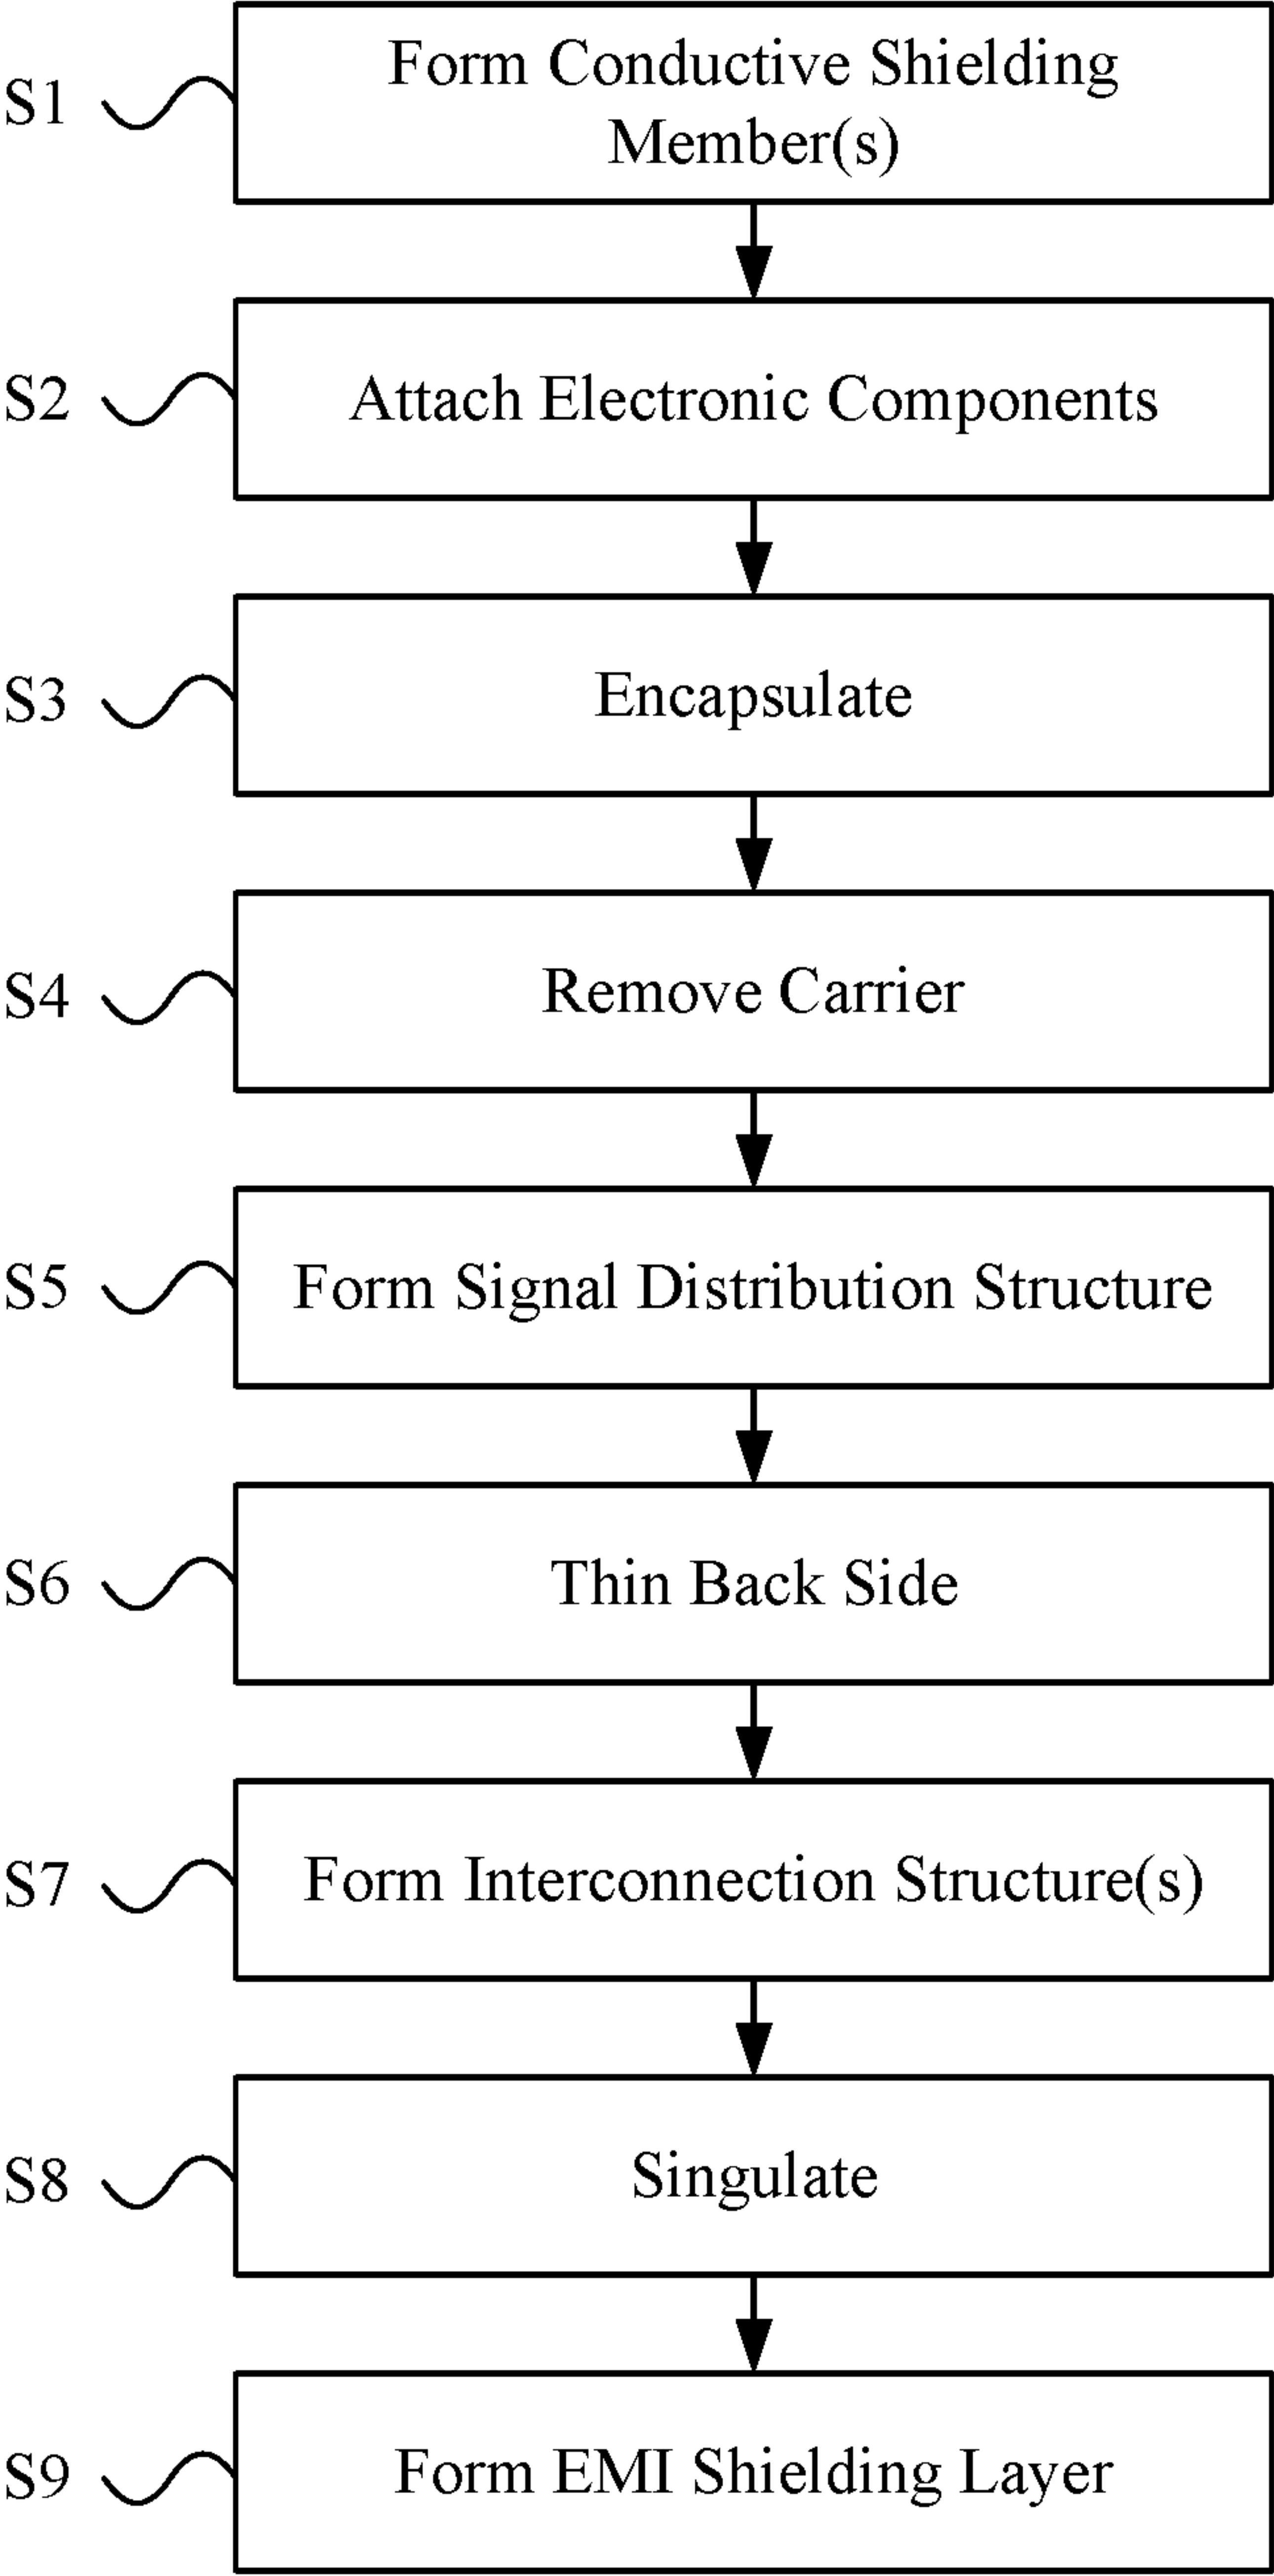 S1
Form Conductive Shielding
Member(s)
S2
Attach Electronic Components
S3
Encapsulate
S4
Remove Carrier
S5
Form Signal Distribution Structure
S6
Thin Back Side
S7
Form Interconnection Structure(s)
S8
Singulate
S9
Form EMI Shielding Layer